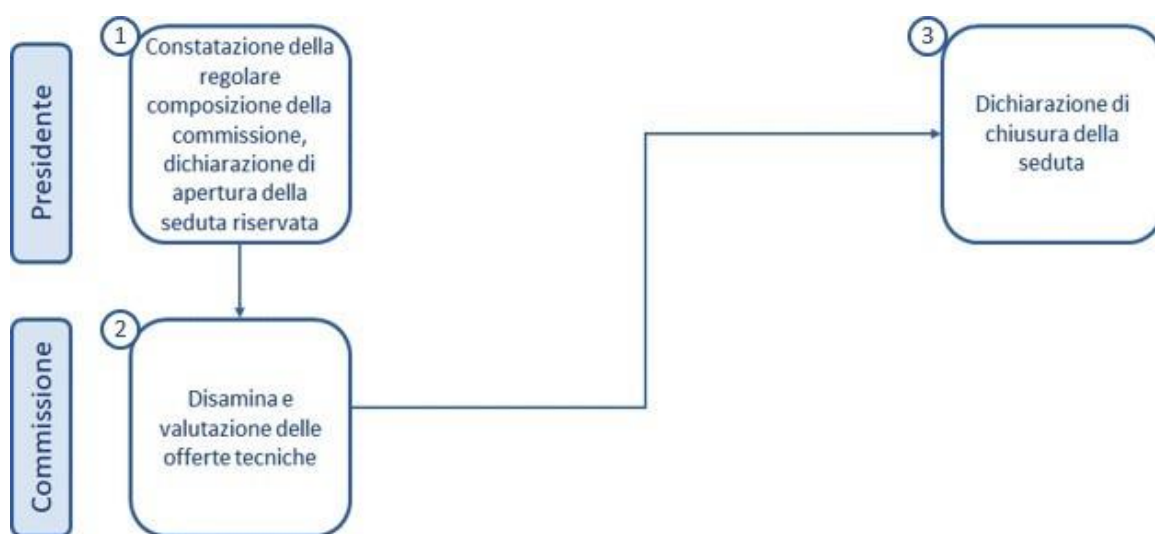 Presidente
1
Constatazione della
regolare
composizione della
commissione,
dichiarazione di
apertura della
seduta riservata
3
Dichiarazione di
chiusura della
seduta
Commissione
2
Disamina e
valutazione delle
offerte tecniche